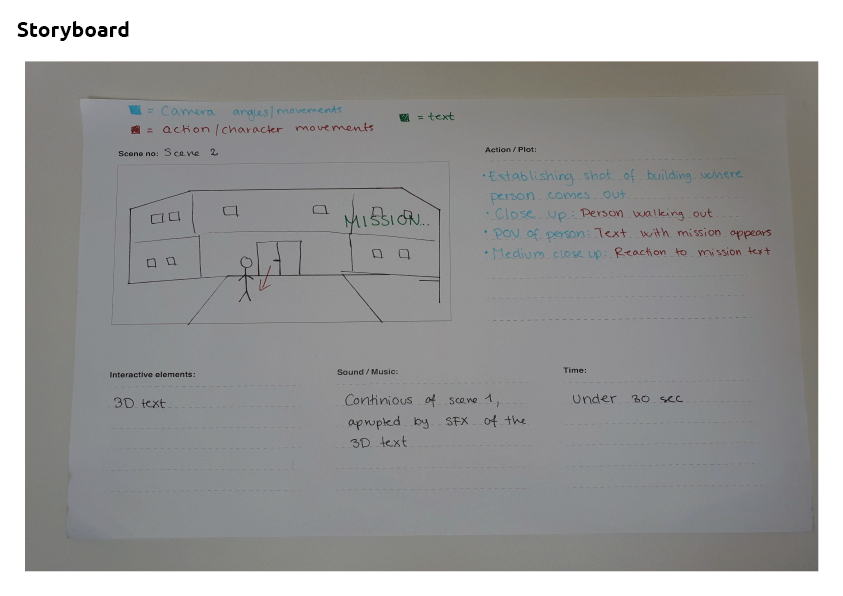 Storyboard
= Camera angles/movements
= text
= action/character movements
Scene no: Scene 2
MISSION...
Action / Plot:
• Establishing shot of building where
person comes out
• Close up: Person walking out
• POV of person: Text with mission appears
• Medium close up: Reaction to mission text
Interactive elements:
3D text
Sound / Music:
Continious of scene 1,
aprupted by SFX of the
3D text
Time:
Under 30 sec